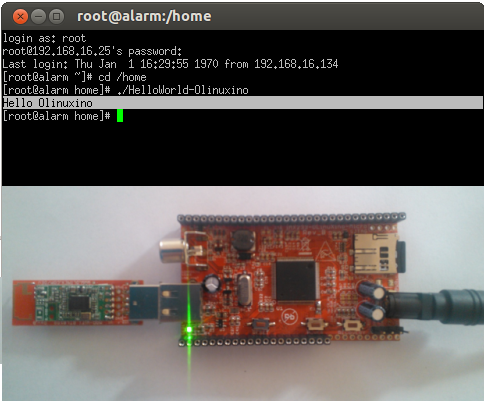 root@alarm:/home
login as: root
root@192.168.16.25's password:
Last login: Thu Jan  1 16:29:55 1970 from 192.168.16.134
[root@alarm ~]# cd /home
[root@alarm home]# ./HelloWorld-Olinuxino
Hello Olinuxino
[root@alarm home]#